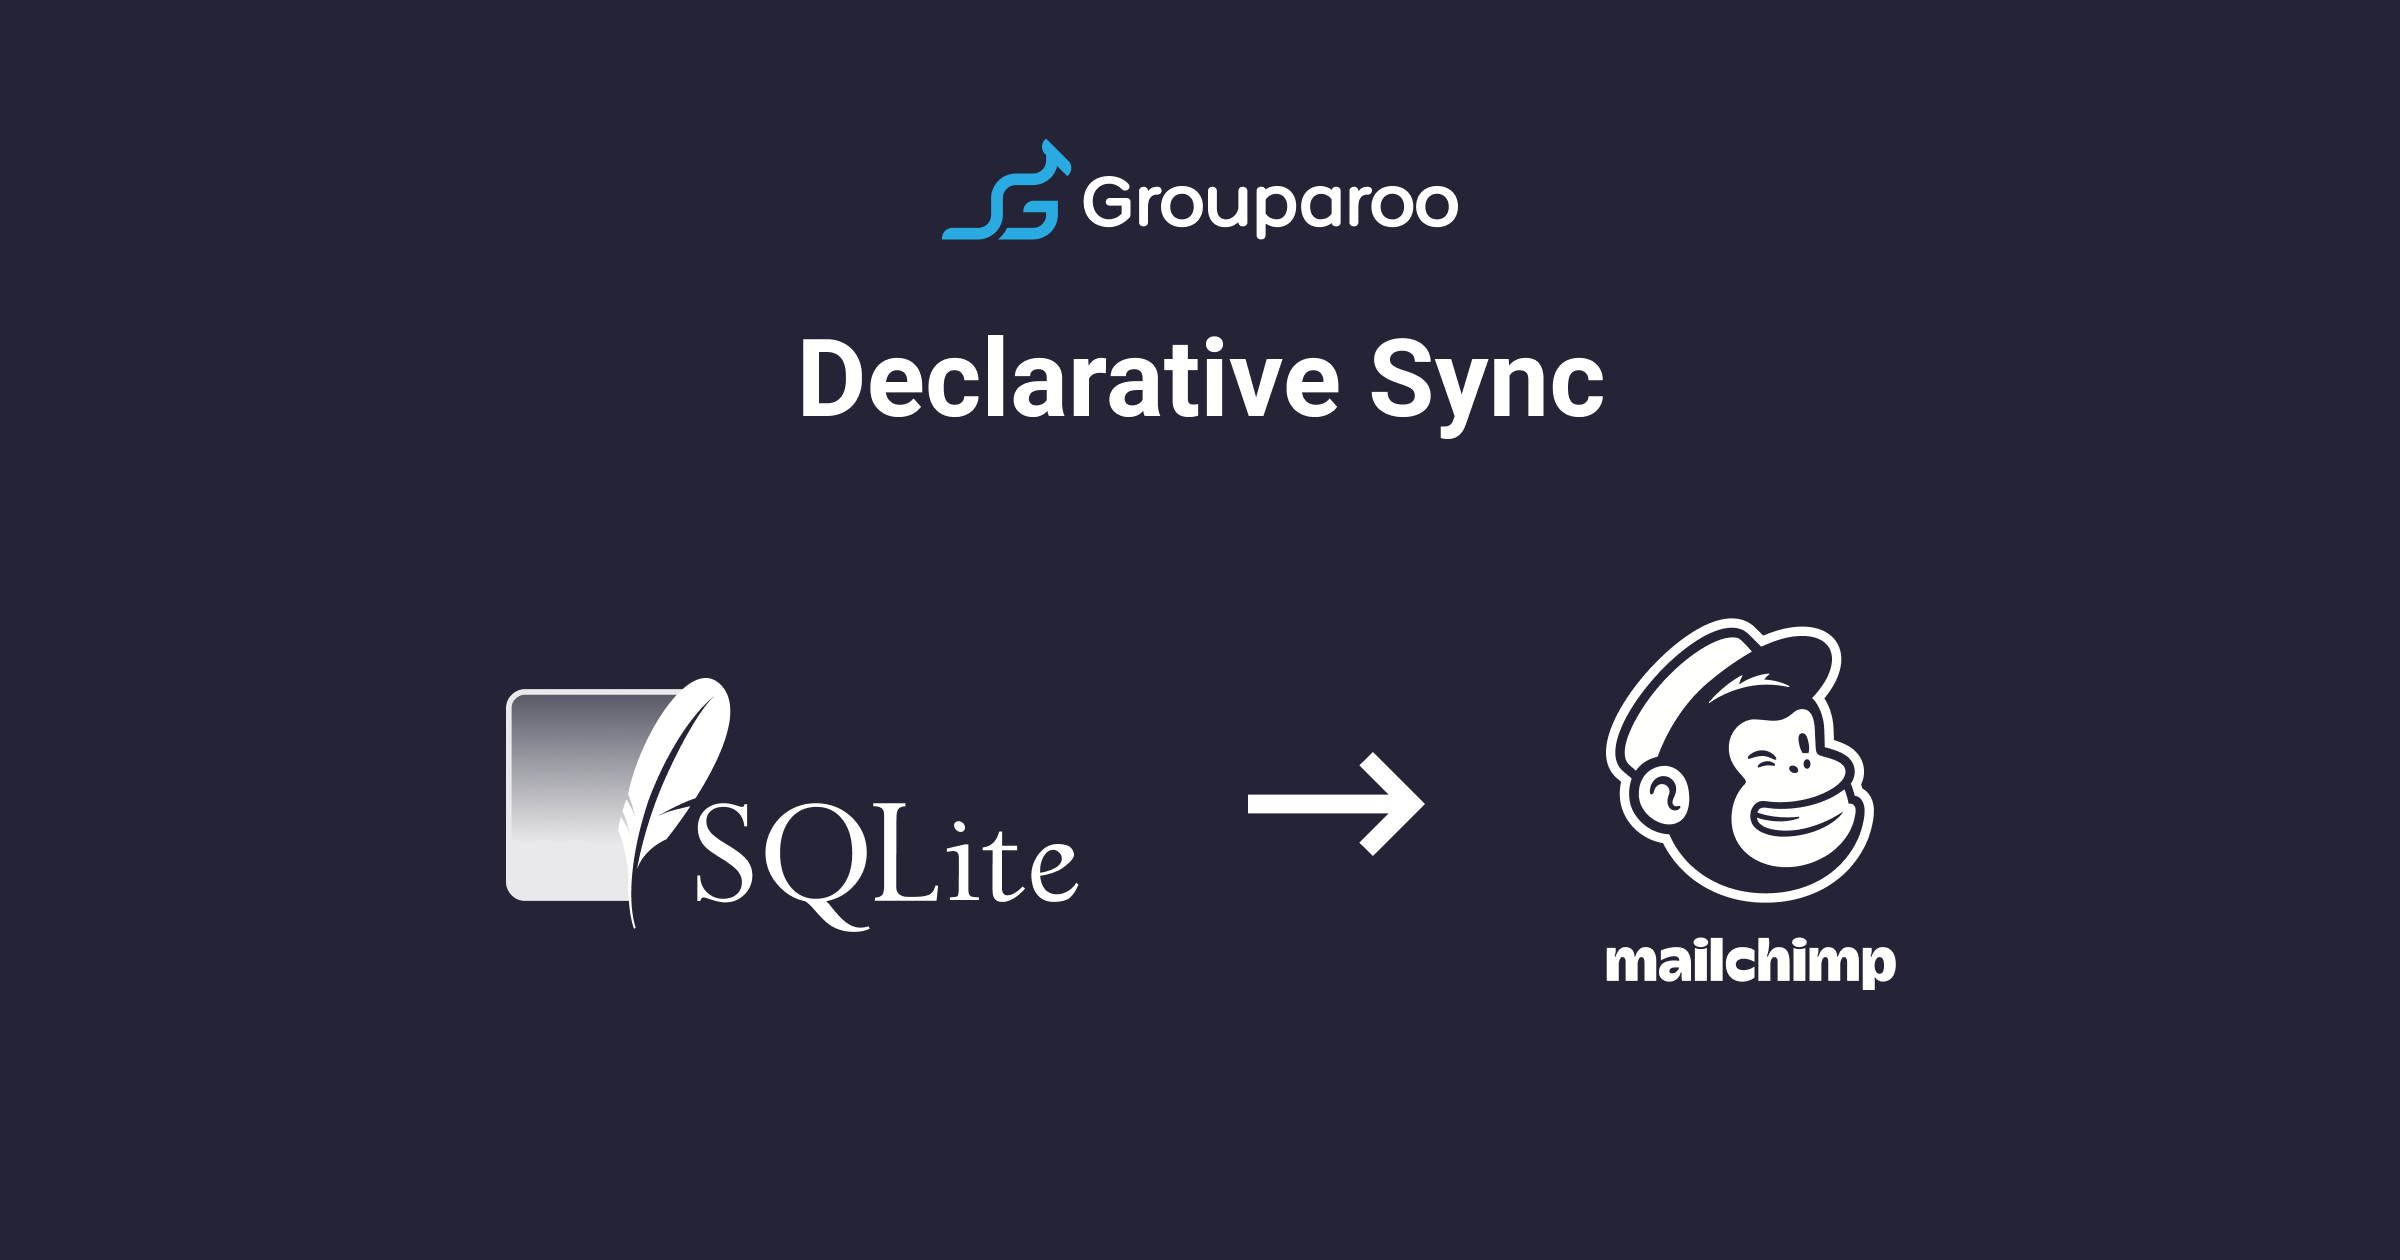 Grouparoo
Declarative Sync
SQLite
mailchimp